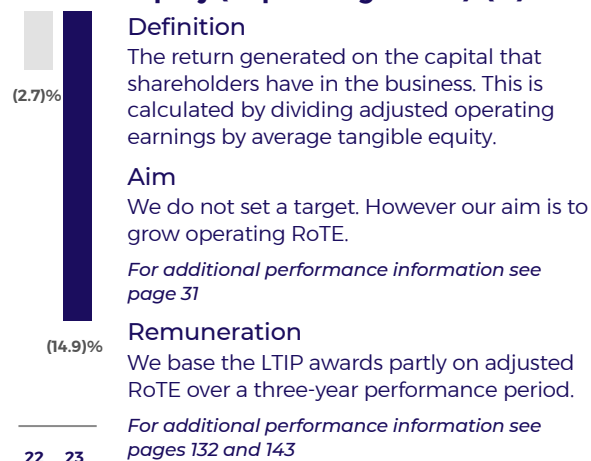 Definition
The return generated on the capital that
shareholders have in the business. This is
calculated by dividing adjusted operating
earnings by average tangible equity.
Aim
We do not set a target. However our aim is to
grow operating RoTE.
For additional performance information see
page 31
Remuneration
We base the LTIP awards partly on adjusted
RoTE over a three-year performance period.
For additional performance information see
pages 132 and 143
(2.7)%
(14.9)%
22 23